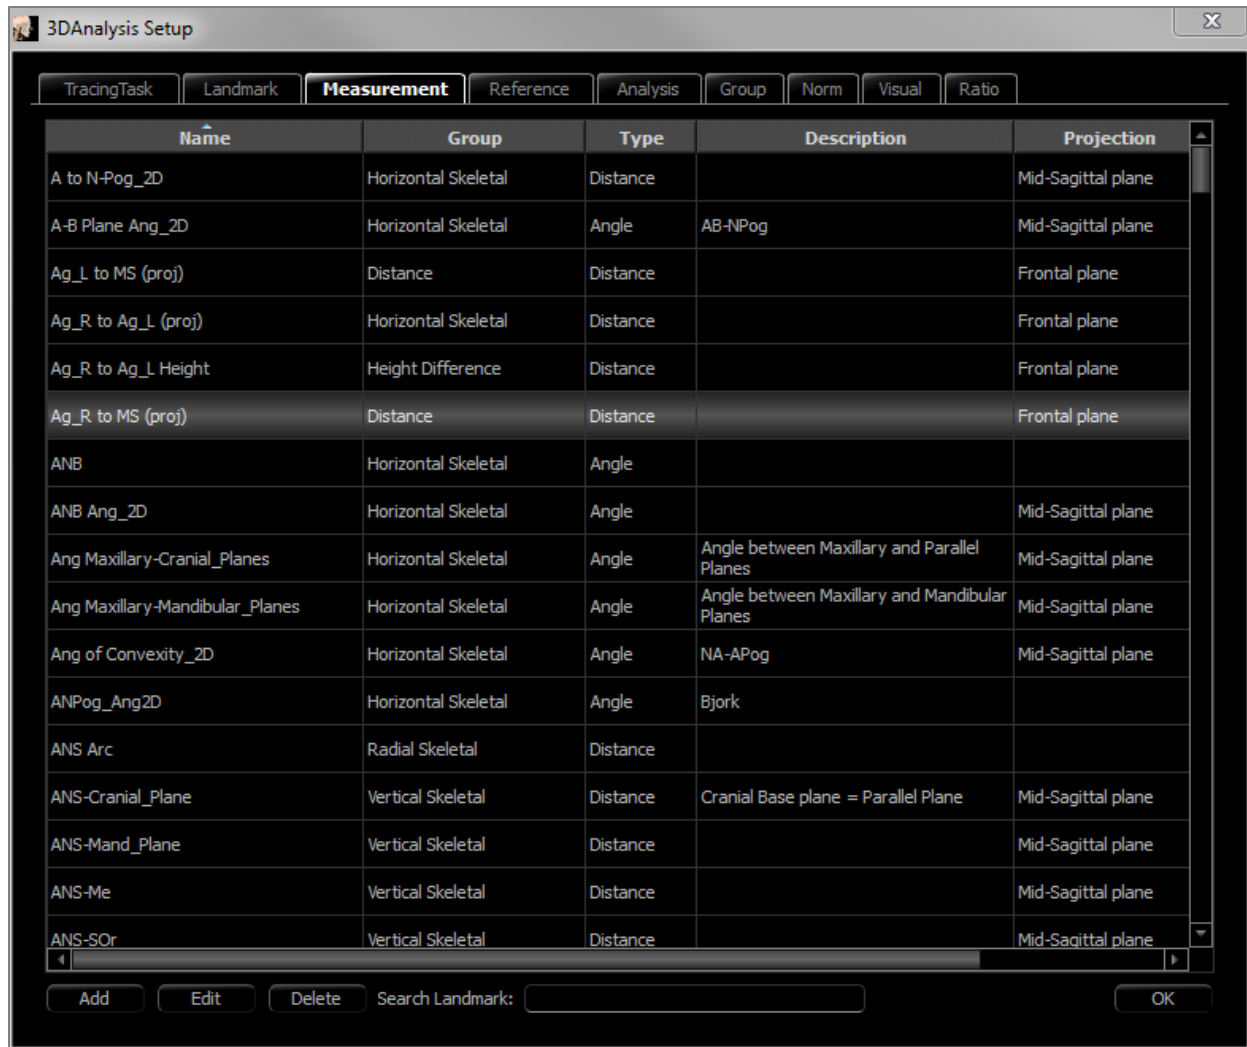 3DAnalysis Setup
TracingTask Landmark Measurement Reference Analysis Group Norm Visual Ratio
Name Group Type Description Projection
A to N-Pog_2D Horizontal Skeletal Distance Mid-Sagittal plane
A-B Plane Ang_2D Horizontal Skeletal Angle AB-NPog Mid-Sagittal plane
Ag_L to MS (proj) Distance Distance Frontal plane
Ag_R to Ag_L (proj) Horizontal Skeletal Distance Frontal plane
Ag_R to Ag_L Height Height Difference Distance Frontal plane
Ag_R to MS (proj) Distance Distance Frontal plane
ANB Horizontal Skeletal Angle
ANB Ang_2D Horizontal Skeletal Angle Mid-Sagittal plane
Ang Maxillary-Cranial_Planes Horizontal Skeletal Angle Angle between Maxillary and Parallel Mid-Sagittal plane
Planes
Ang Maxillary-Mandibular_Planes Horizontal Skeletal Angle Angle between Maxillary and Mandibular Mid-Sagittal plane
Planes
Ang of Convexity_2D Horizontal Skeletal Angle NA-APog Mid-Sagittal plane
ANPog_Ang2D Horizontal Skeletal Angle Bjork
ANS Arc Radial Skeletal Distance
ANS-Cranial_Plane Vertical Skeletal Distance Cranial Base plane = Parallel Plane Mid-Sagittal plane
ANS-Mand_Plane Vertical Skeletal Distance Mid-Sagittal plane
ANS-Me Vertical Skeletal Distance Mid-Sagittal plane
ANS-SOr Vertical Skeletal Distance Mid-Sagittal plane
Add Edit Delete Search Landmark: OK